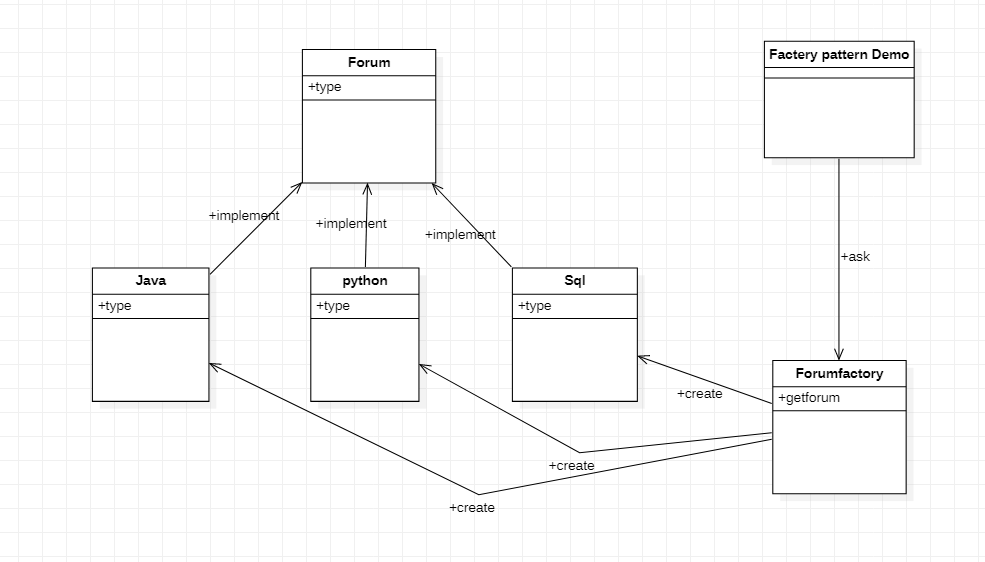 Forum
+type
Factery pattern Demo
+implement
+implement
+implement
+ask
Java
+type
python
+type
Sql
+type
Forumfactory
+getforum
+create
+create
+create